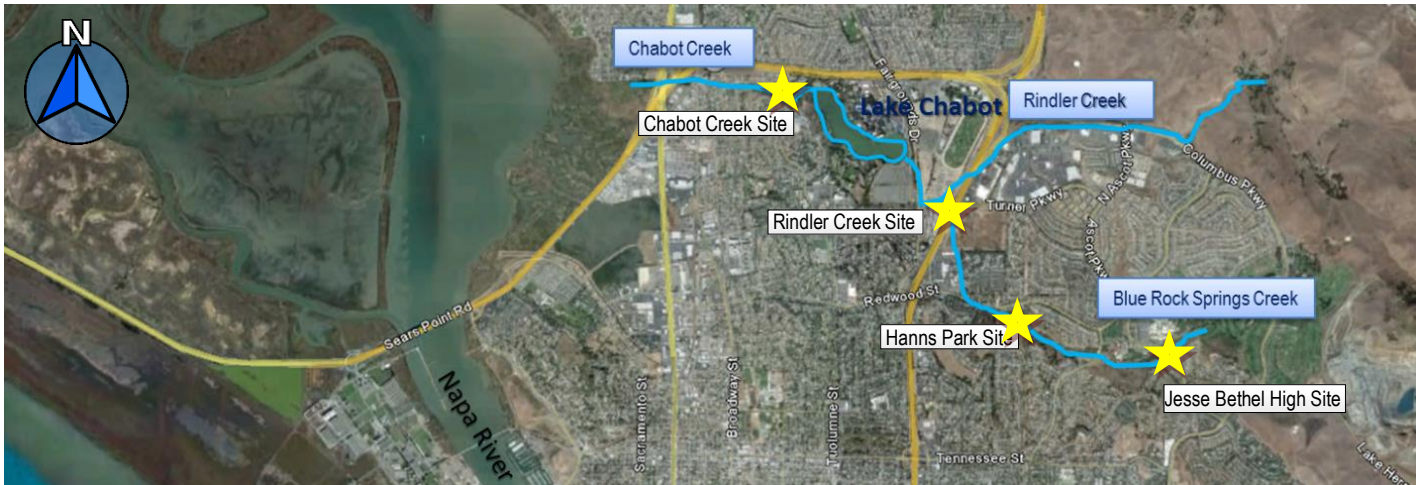 N
Chabot Creek
Fairgrounds Dr
Lake Chabot
Rindler Creek
Chabot Creek Site
Columbus Pkwy
N Ascot Pkwy
Turner Pkwy
Rindler Creek Site
Ascot Pkwy
Redwood St
Blue Rock Springs Creek
Sears Point Rd
Hanns Park Site
Napa River
Sacramento St
Broadway St
Tuolumne St
Jesse Bethel High Site
Tennessee St
Lake Her